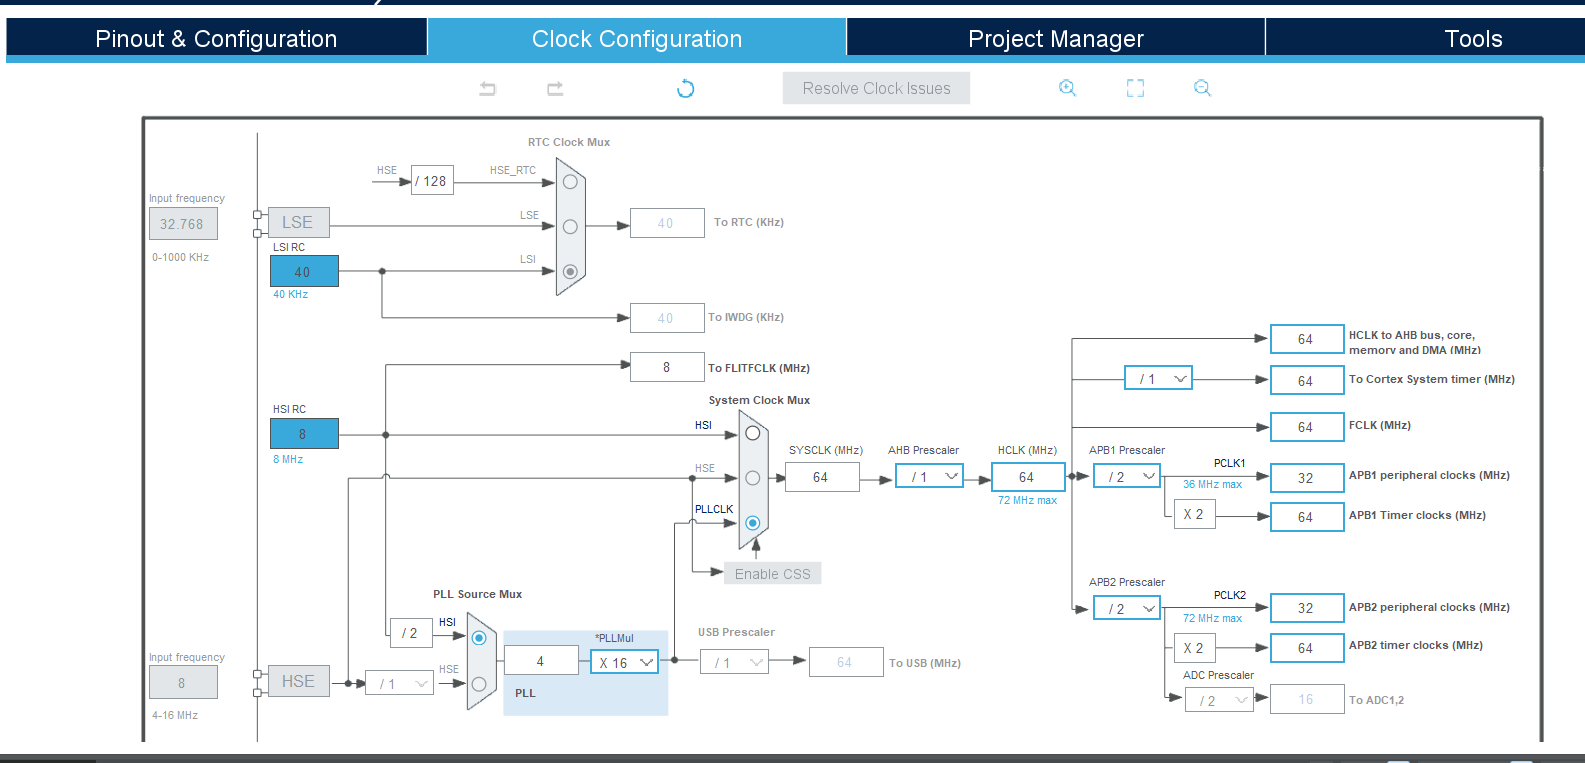 Pinout & Configuration
Clock Configuration
Project Manager
Tools
Resolve Clock Issues
RTC Clock Mux
HSE
/ 128
HSE_RTC
Input frequency
32.768
0-1000 KHz
LSE
LSE
40
To RTC (KHz)
LSI RC
40
40 KHz
LSI
40
To IWDG (KHz)
8
To FLITFCLK (MHz)
HSI RC
8
8 MHz
System Clock Mux
HSI
HSE
PLLCLK
Enable CSS
SYSCLK (MHz)
64
AHB Prescaler
/ 1
HCLK (MHz)
64
72 MHz max
64
HCLK to AHB bus, core,
memory and DMA (MHz)
/ 1
64
To Cortex System timer (MHz)
64
FCLK (MHz)
APB1 Prescaler
/ 2
PCLK1
36 MHz max
32
APB1 peripheral clocks (MHz)
X 2
64
APB1 Timer clocks (MHz)
APB2 Prescaler
/ 2
PCLK2
72 MHz max
32
APB2 peripheral clocks (MHz)
X 2
64
APB2 timer clocks (MHz)
ADC Prescaler
/ 2
16
To ADC1,2
PLL Source Mux
/ 2
HSI
Input frequency
8
4-16 MHz
HSE
/ 1
HSE
4
*PLLMul
X 16
PLL
USB Prescaler
/ 1
64
To USB (MHz)